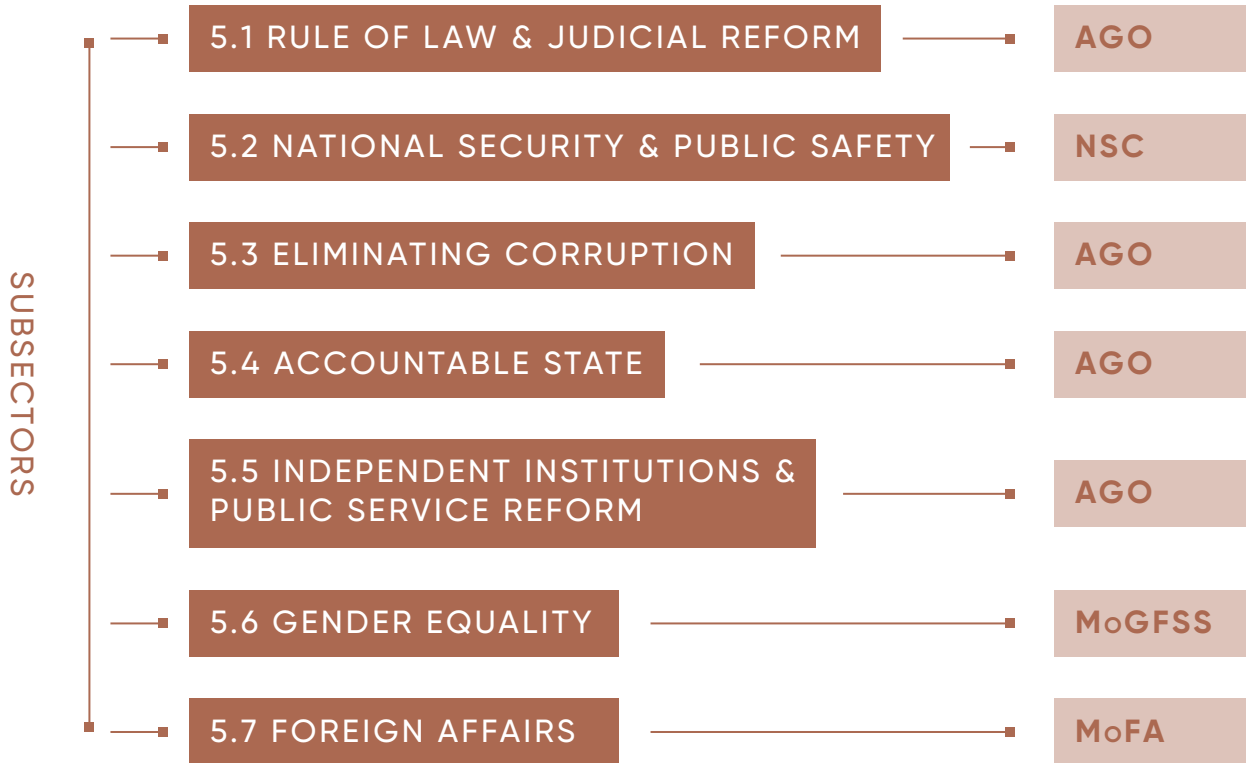 SUBSECTORS
5.1 RULE OF LAW & JUDICIAL REFORM
AGO
5.2 NATIONAL SECURITY & PUBLIC SAFETY
NSC
5.3 ELIMINATING CORRUPTION
AGO
5.4 ACCOUNTABLE STATE
AGO
5.5 INDEPENDENT INSTITUTIONS &
PUBLIC SERVICE REFORM
AGO
5.6 GENDER EQUALITY
MoGFSS
5.7 FOREIGN AFFAIRS
MoFA